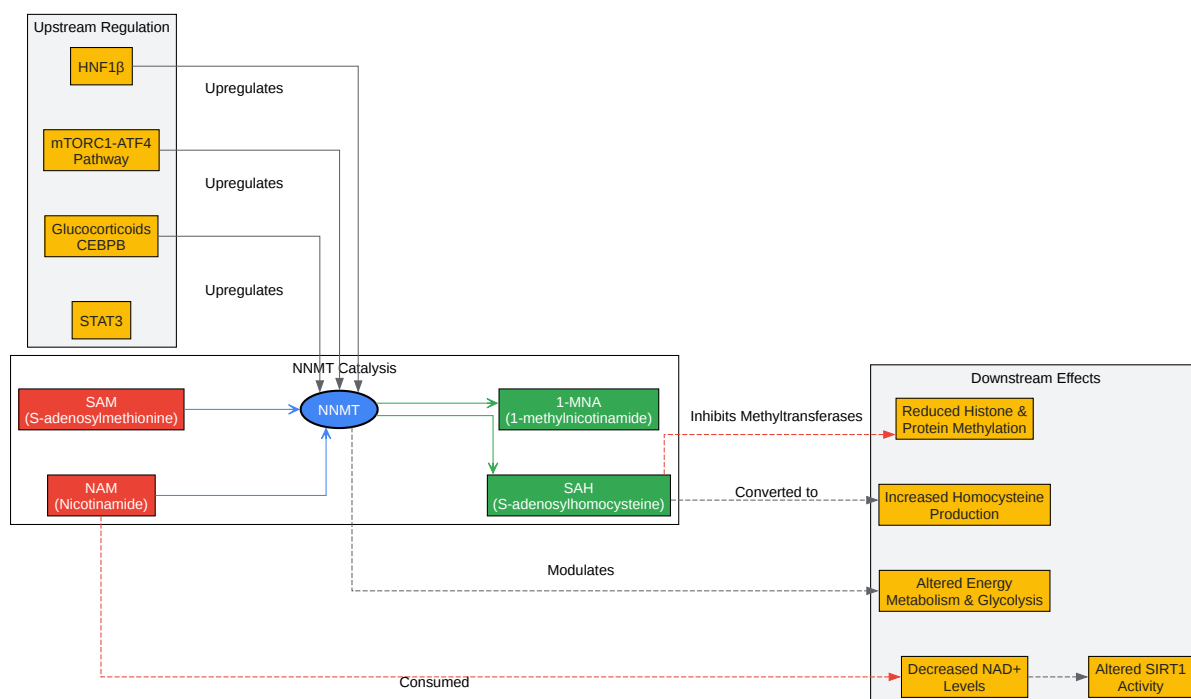 Upstream Regulation
HNF1β
Upregulates
mTORC1-ATF4
Pathway
Upregulates
Glucocorticoids
CEBPB
Upregulates
STAT3
NNMT Catalysis
SAM
(S-adenosylmethionine)
NNMT
1-MNA
(1-methylnicotinamide)
NAM
(Nicotinamide)
SAH
(S-adenosylhomocysteine)
Inhibits Methyltransferases
Converted to
Modulates
Consumed
Downstream Effects
Reduced Histone &
Protein Methylation
Increased Homocysteine
Production
Altered Energy
Metabolism & Glycolysis
Decreased NAD+
Levels
Altered SIRT1
Activity